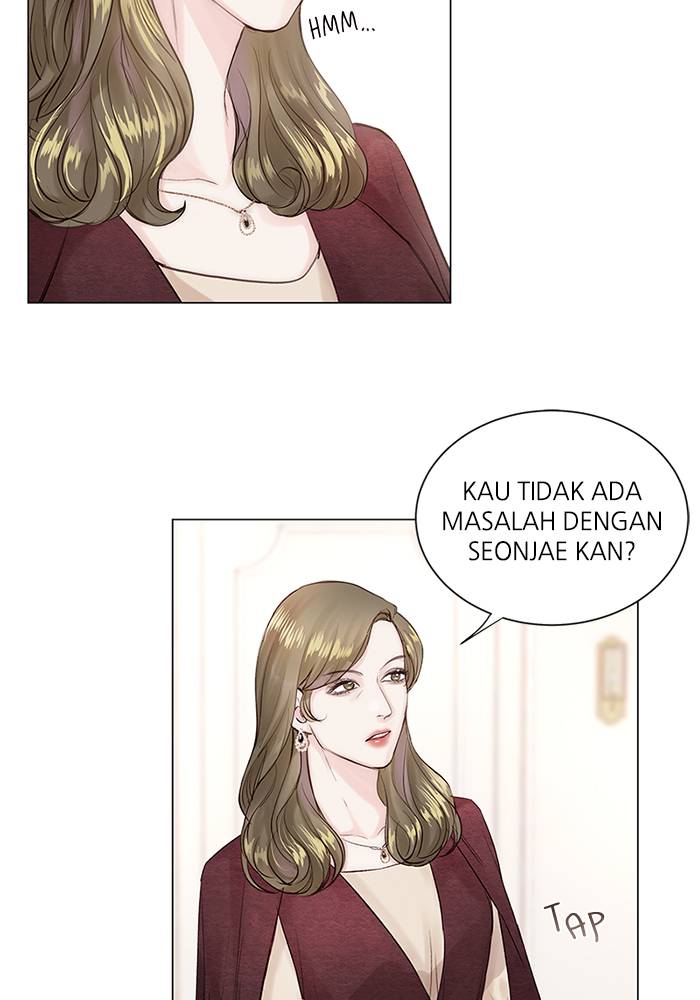 HMM...
KAU TIDAK ADA
MASALAH DENGAN
SEONJAE KAN?
TAP